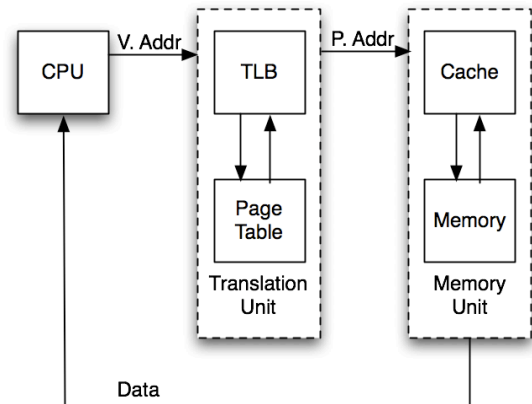 V. Addr
P. Addr
CPU
TLB
Cache
Page
Table
Memory
Translation
Unit
Memory
Unit
Data